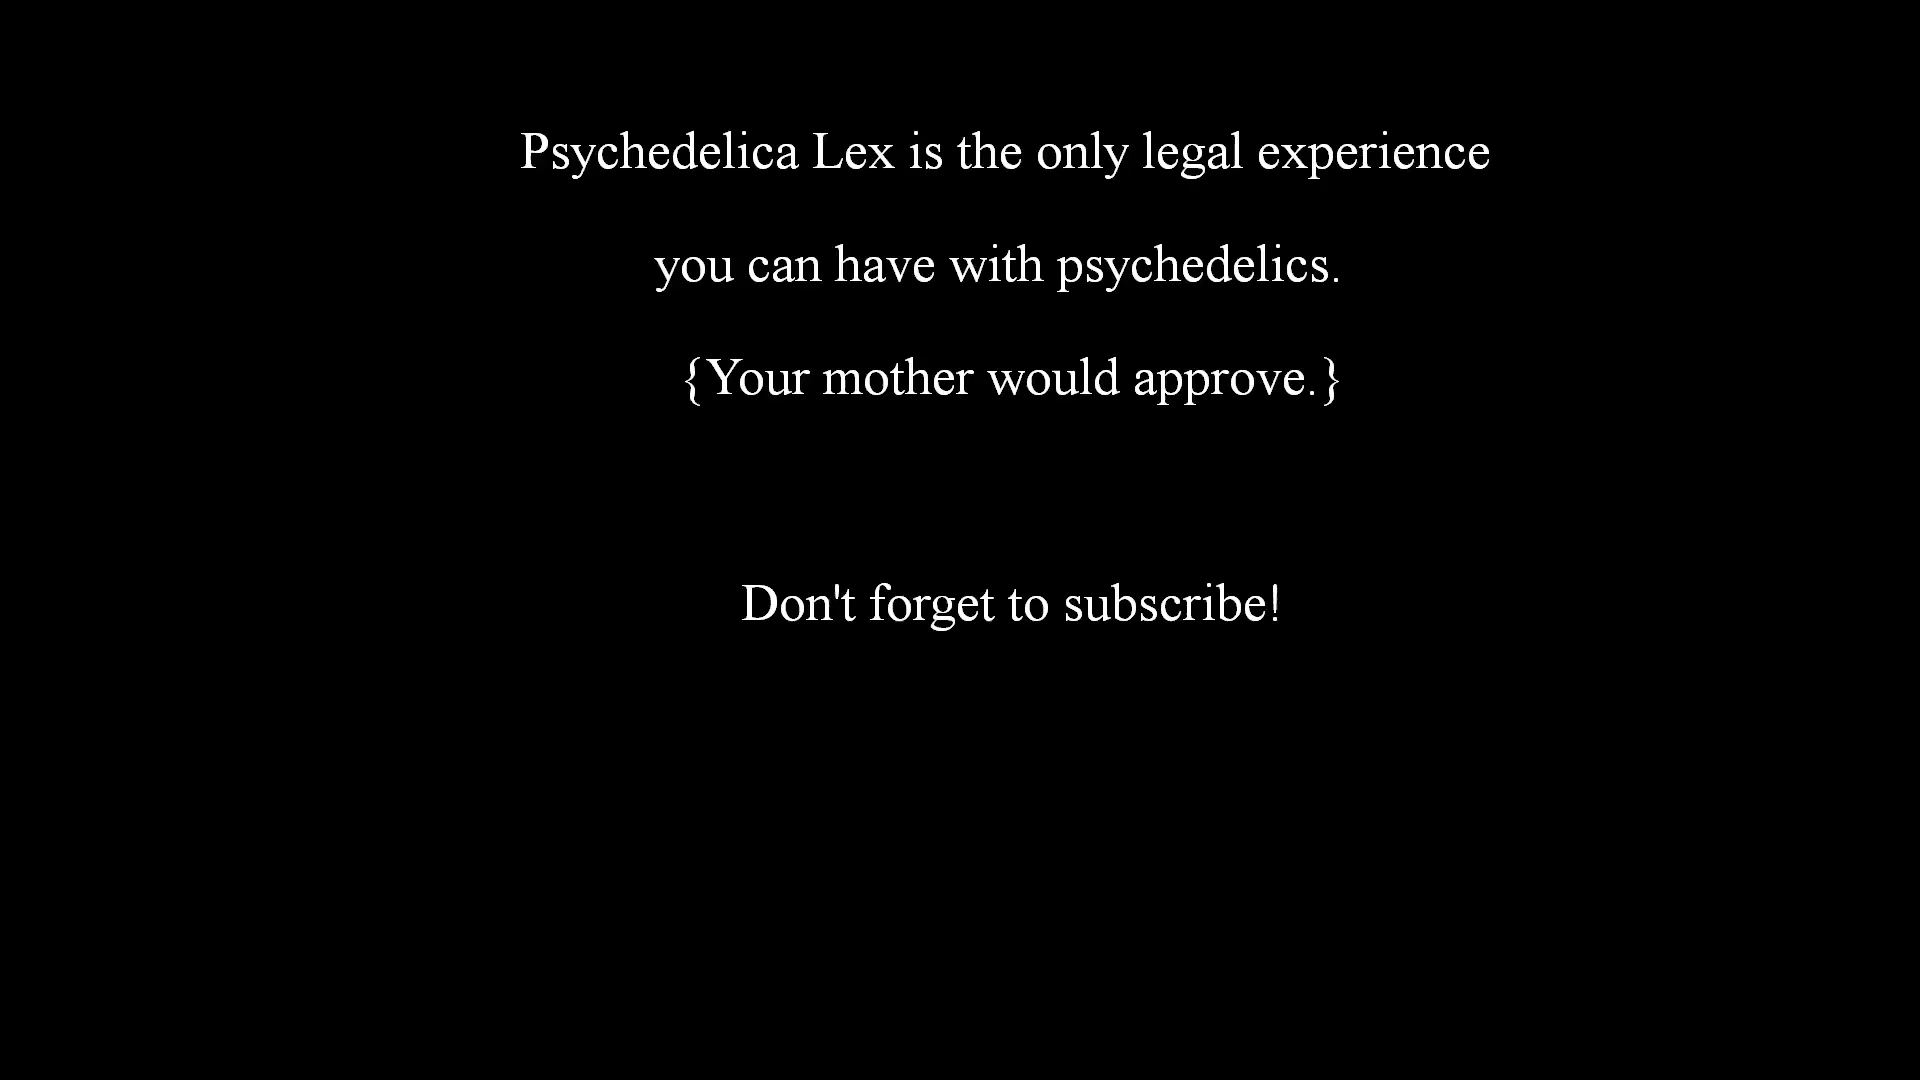 Psychedelica Lex is the only legal experience
you can have with psychedelics.
{Your mother would approve.}
Don't forget to subscribe!